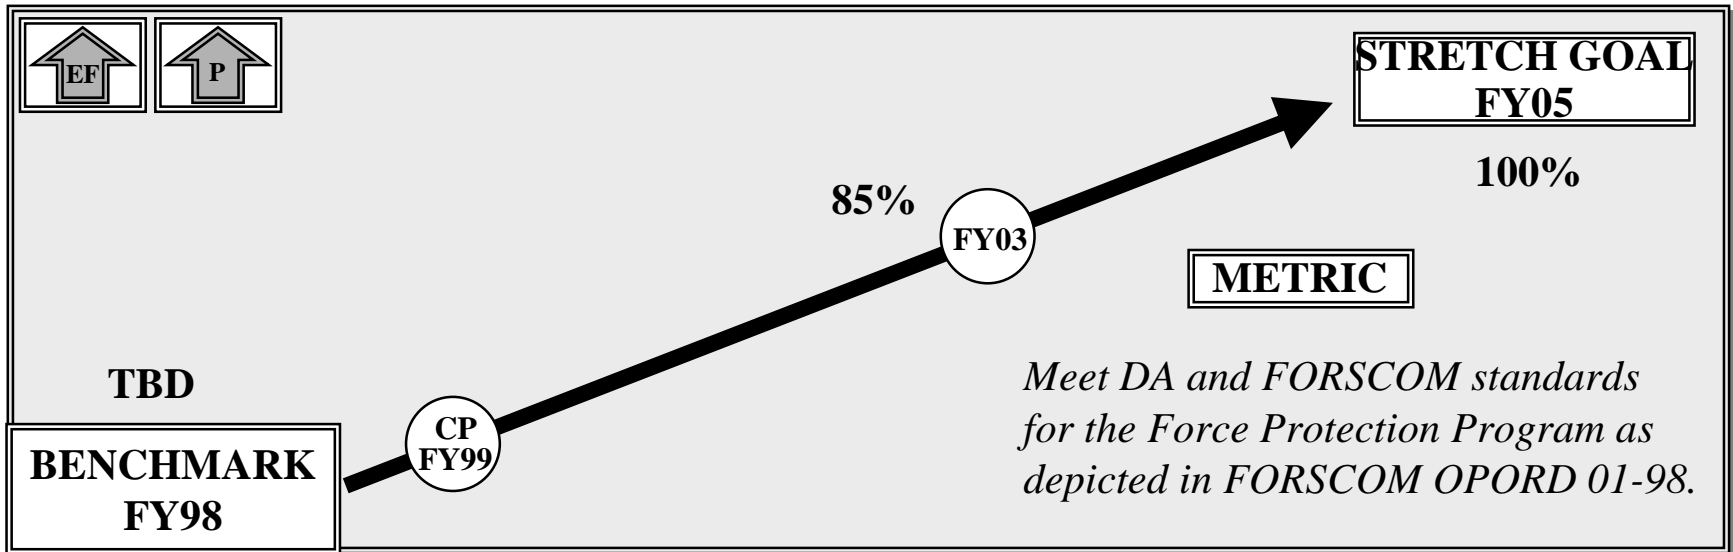 EF
P
STRETCH GOAL
FY05
100%
85%
FY03
METRIC
TBD
CP
FY99
BENCHMARK
FY98
Meet DA and FORSCOM standards
for the Force Protection Program as
depicted in FORSCOM OPORD 01-98.